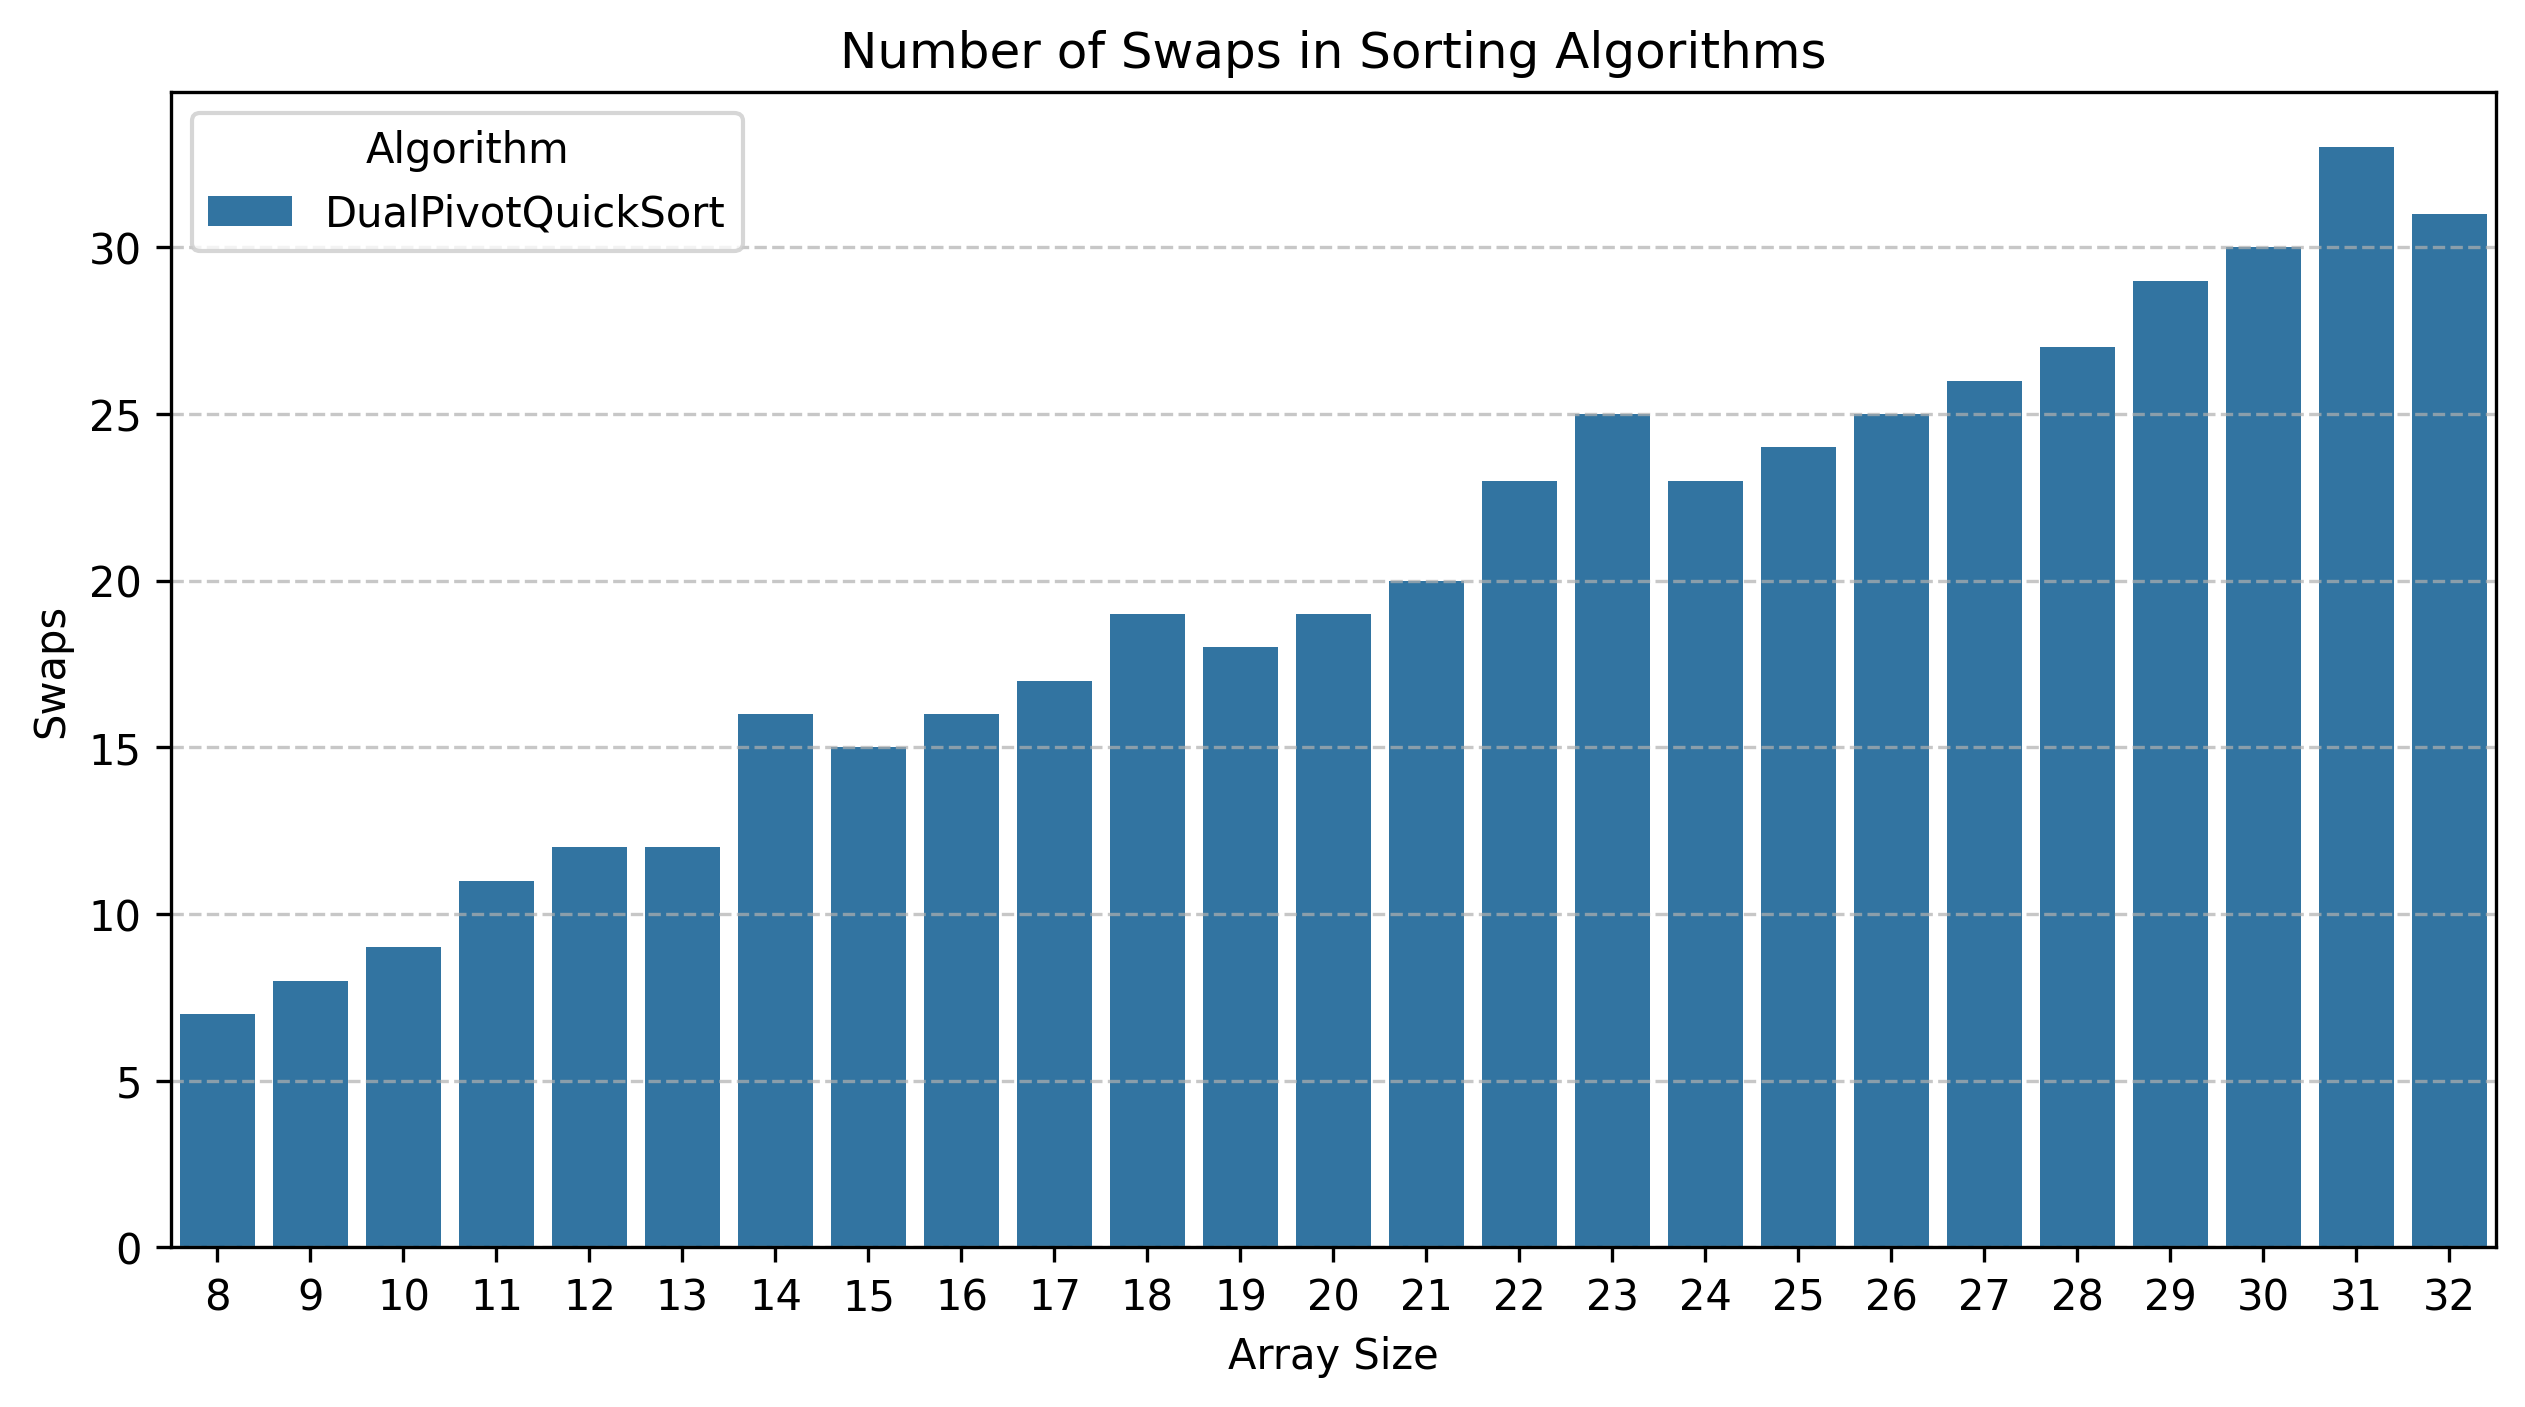 Number of Swaps in Sorting Algorithms
Algorithm
DualPivotQuickSort
30
25
20
15
10
5
0
Swaps
8 9 10 11 12 13 14 15 16 17 18 19 20 21 22 23 24 25 26 27 28 29 30 31 32
Array Size